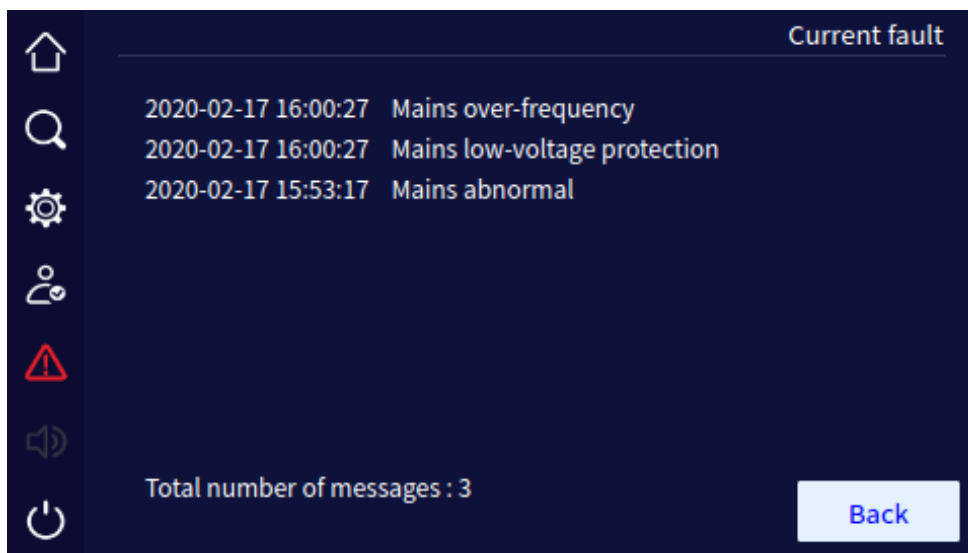 Current fault
2020-02-17 16:00:27 Mains over-frequency
2020-02-17 16:00:27 Mains low-voltage protection
2020-02-17 15:53:17 Mains abnormal
Total number of messages : 3
Back